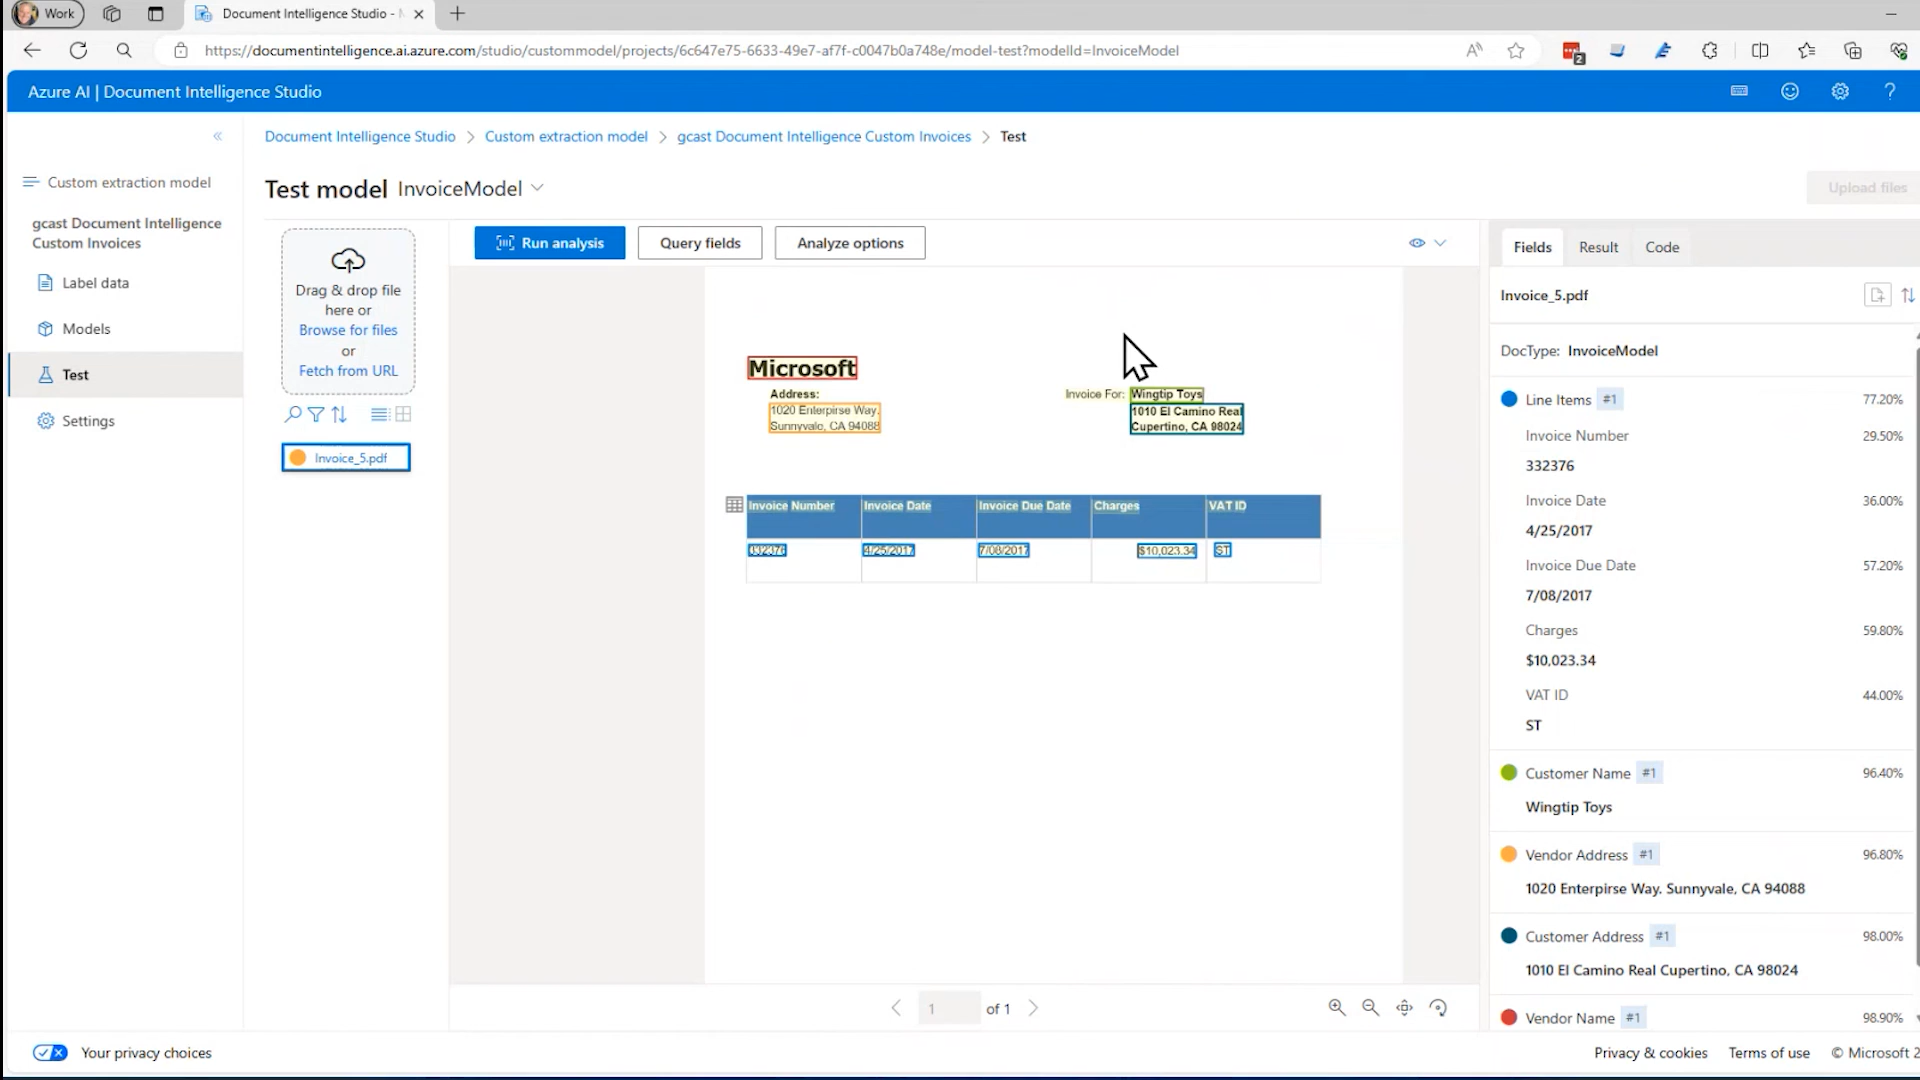 Work
Document Intelligence Studio -
https://documentintelligence.ai.azure.com/studio/custommodel/projects/6c647e75-6633-49e7-af7f-c0047b0a748e/model-test?modelId=InvoiceModel
2
Azure AI | Document Intelligence Studio
Document Intelligence Studio > Custom extraction model > gcast Document Intelligence Custom Invoices > Test
Custom extraction model
gcast Document Intelligence
Custom Invoices
Label data
Models
Test
Settings
Test model InvoiceModel
Upload files
Drag & drop file
here or
Browse for files
or
Fetch from URL
Invoice_5.pdf
Run analysis
Query fields
Analyze options
Microsoft
Address:
1020 Enterpirse Way.
Sunnyvale, CA 94088
Invoice For: Wingtip Toys
1010 El Camino Real
Cupertino, CA 98024
Invoice Number Invoice Date Invoice Due Date Charges VAT ID
332376 4/25/2017 7/08/2017 $10,023.34 ST
1 of 1
Fields Result Code
Invoice_5.pdf
DocType: InvoiceModel
Line Items #1 77.20%
Invoice Number 29.50%
332376
Invoice Date 36.00%
4/25/2017
Invoice Due Date 57.20%
7/08/2017
Charges 59.80%
$10,023.34
VAT ID 44.00%
ST
Customer Name #1 96.40%
Wingtip Toys
Vendor Address #1 96.80%
1020 Enterpirse Way. Sunnyvale, CA 94088
Customer Address #1 98.00%
1010 El Camino Real Cupertino, CA 98024
Vendor Name #1 98.90%
Your privacy choices
Privacy & cookies Terms of use © Microsoft 2